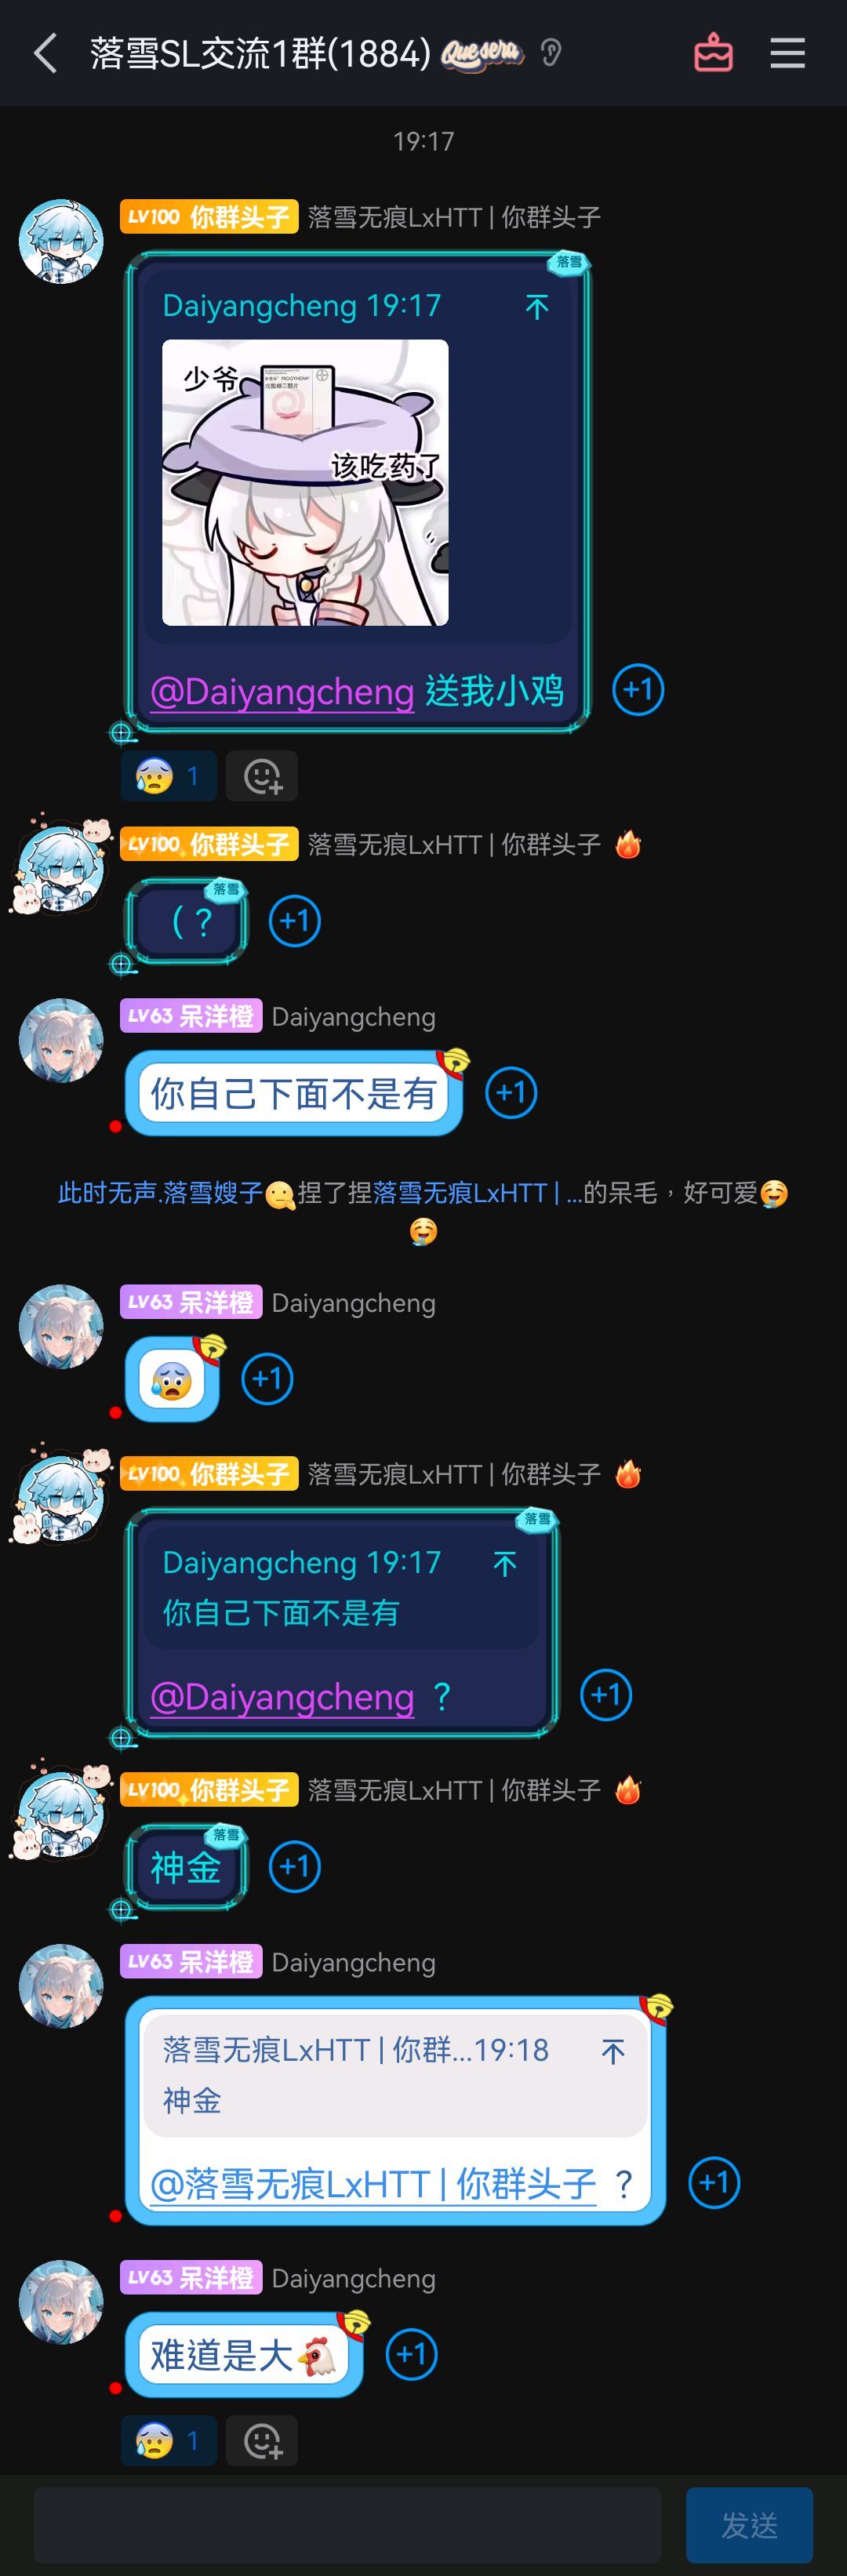 落雪SL交流1群(1884) Que sera
19:17
LV100 你群头子 落雪无痕LxHTT | 你群头子
落雪
Daiyangcheng 19:17
少爷
该吃药了
@Daiyangcheng 送我小鸡
+1
😰 1
LV100 你群头子 落雪无痕LxHTT | 你群头子 🔥
落雪
（？
+1
LV63 呆洋橙 Daiyangcheng
你自己下面不是有
+1
此时无声.落雪嫂子🤏捏了捏落雪无痕LxHTT | ...的呆毛，好可爱🤤
🤤
LV63 呆洋橙 Daiyangcheng
😰
+1
LV100 你群头子 落雪无痕LxHTT | 你群头子 🔥
落雪
Daiyangcheng 19:17
你自己下面不是有
@Daiyangcheng ？
+1
LV100 你群头子 落雪无痕LxHTT | 你群头子 🔥
落雪
神金
+1
LV63 呆洋橙 Daiyangcheng
落雪无痕LxHTT | 你群...19:18
神金
@落雪无痕LxHTT | 你群头子 ？
+1
LV63 呆洋橙 Daiyangcheng
难道是大🐔
+1
😰 1
发送